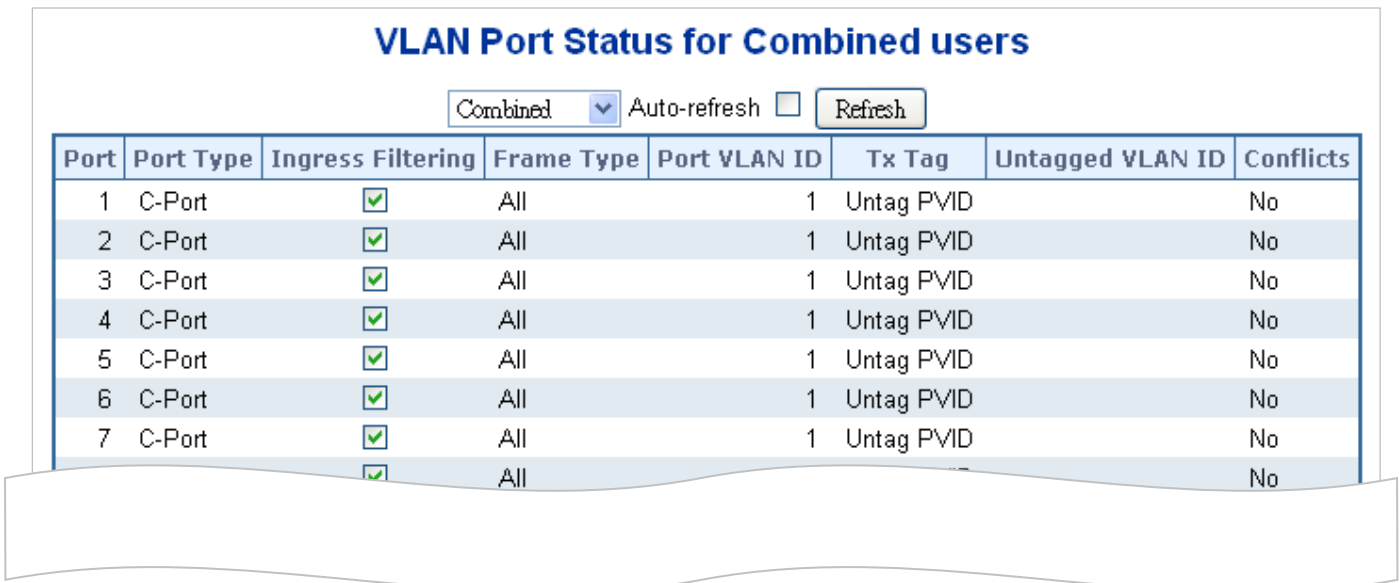 VLAN Port Status for Combined users
Combined Auto-refresh Refresh
Port Port Type Ingress Filtering Frame Type Port VLAN ID Tx Tag Untagged VLAN ID Conflicts
1 C-Port All 1 Untag PVID No
2 C-Port All 1 Untag PVID No
3 C-Port All 1 Untag PVID No
4 C-Port All 1 Untag PVID No
5 C-Port All 1 Untag PVID No
6 C-Port All 1 Untag PVID No
7 C-Port All 1 Untag PVID No
All No